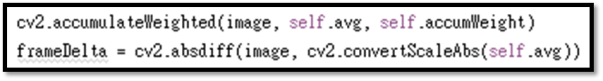 cv2.accumulateWeighted(image, self.avg, self.accumWeight)
frameDelta = cv2.absdiff(image, cv2.convertScaleAbs(self.avg))